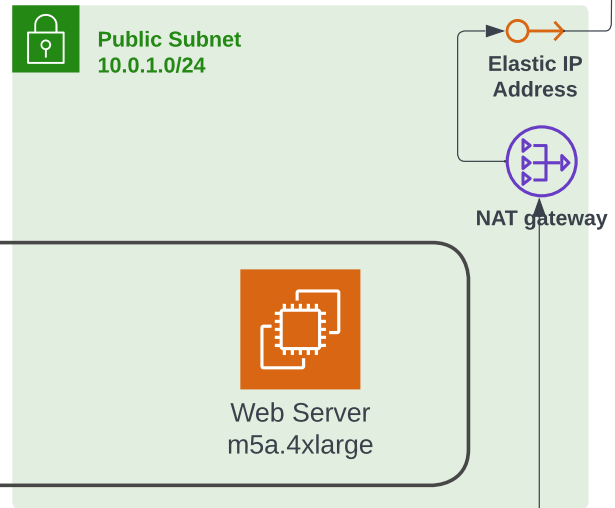 Public Subnet
10.0.1.0/24
Elastic IP
Address
NAT gateway
Web Server
m5a.4xlarge